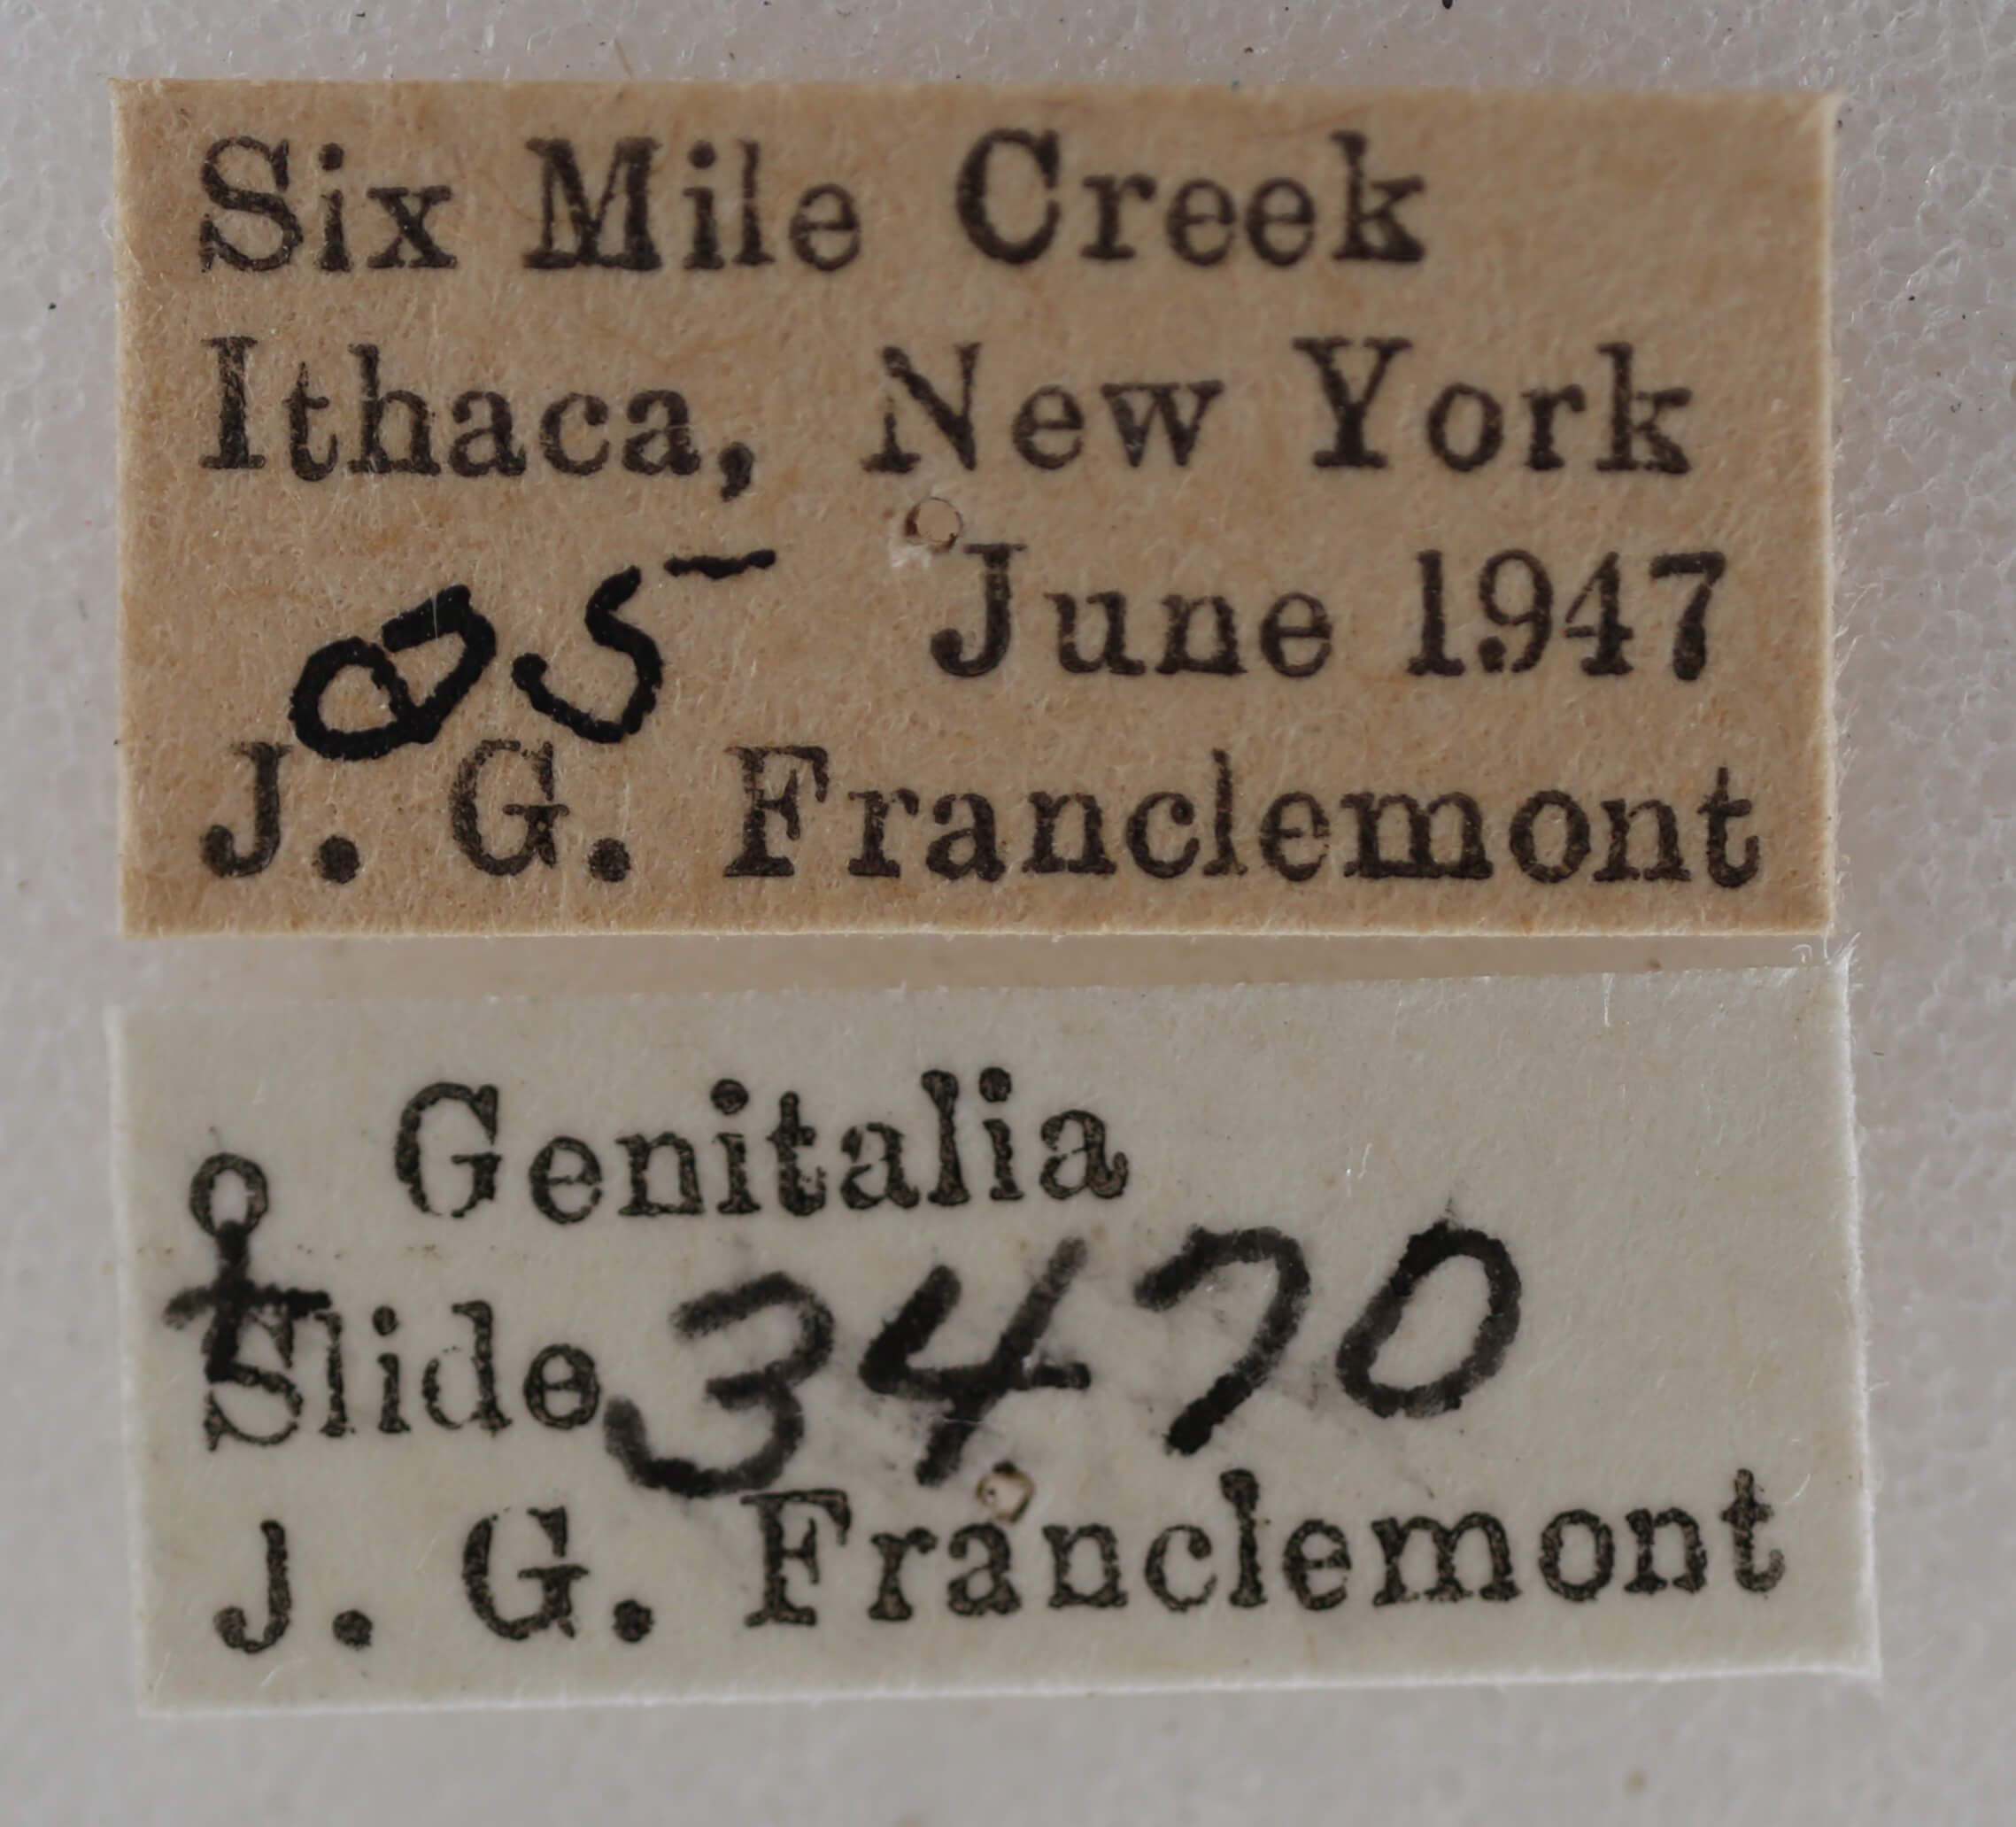 Six Mile Creek
Ithaca, New York
June 1947
J. G. Franclemont
♀ Genitalia
Slide 3470
J. G. Franclemont